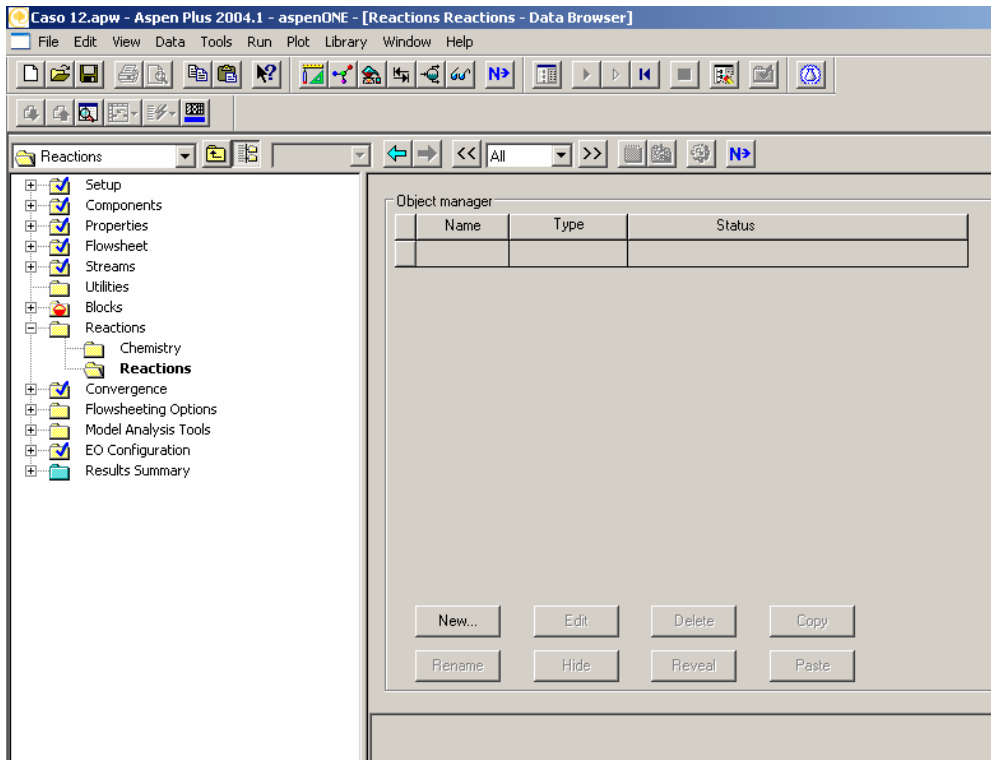 Caso 12.apw - Aspen Plus 2004.1 - aspenONE - [Reactions Reactions - Data Browser]
File Edit View Data Tools Run Plot Library Window Help
N
Reactions All N
Setup
Components
Properties
Flowsheet
Streams
Utilities
Blocks
Reactions
Chemistry
Reactions
Convergence
Flowsheeting Options
Model Analysis Tools
EO Configuration
Results Summary
Object manager
Name Type Status
New... Edit Delete Copy
Rename Hide Reveal Paste